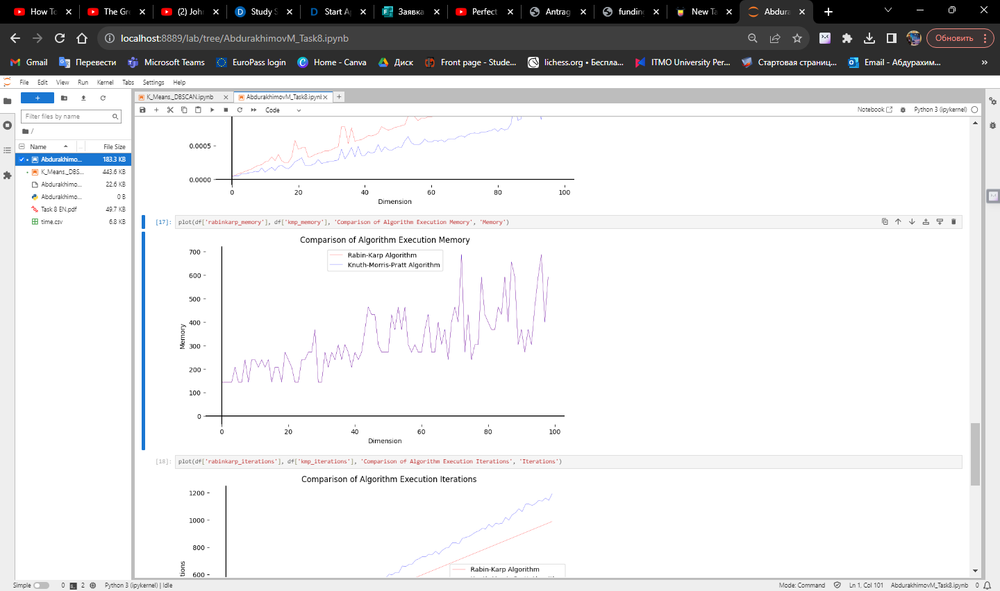 How To
The Gre
(2) John
Study S
Start Ap
Заявка
Perfect
Antrag
funding
New Ta
Abdura
localhost:8889/lab/tree/AbdurakhimovM_Task8.ipynb
Обновить
Gmail
Перевести
Microsoft Teams
EuroPass login
Home - Canva
Диск
Front page - Stude...
lichess.org • Беспла...
ITMO University Per...
Стартовая страниц...
Email - Абдурахим...
»
File Edit View Run Kernel Tabs Settings Help
K_Means_DBSCAN.ipynb
AbdurakhimovM_Task8.ipynb
Code
Notebook
Python 3 (ipykernel)
Filter files by name
/
Name
...
File Size
Abdurakhimo... 183.3 KB
K_Means_DBS... 443.6 KB
Abdurakhimo... 22.6 KB
Abdurakhimo... 0 B
Task 8 EN.pdf 49.7 KB
time.csv 6.8 KB
0.0005
0.0000
0 20 40 60 80 100
Dimension
[17]: plot(df['rabinkarp_memory'], df['kmp_memory'], 'Comparison of Algorithm Execution Memory', 'Memory')
Comparison of Algorithm Execution Memory
Rabin-Karp Algorithm
Knuth-Morris-Pratt Algorithm
700
600
500
400
300
200
100
0
Memory
0 20 40 60 80 100
Dimension
[18]: plot(df['rabinkarp_iterations'], df['kmp_iterations'], 'Comparison of Algorithm Execution Iterations', 'Iterations')
Comparison of Algorithm Execution Iterations
1200
1000
800
600
tions
Rabin-Karp Algorithm
Simple 0 2 Python 3 (ipykernel) | Idle
Mode: Command Ln 1, Col 101 AbdurakhimovM_Task8.ipynb 0